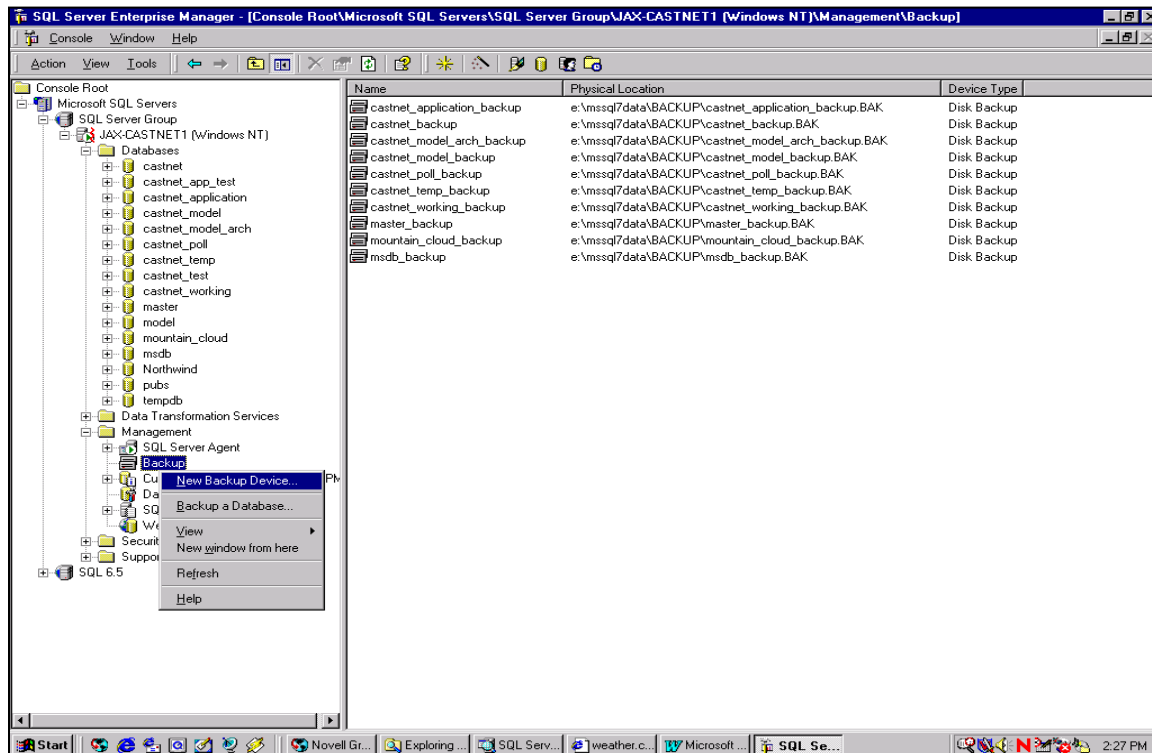 SQL Server Enterprise Manager - [Console Root\Microsoft SQL Servers\SQL Server Group\JAX-CASTNET1 (Windows NT)\Management\Backup]
Console Window Help
Action View Tools
Console Root
Microsoft SQL Servers
SQL Server Group
JAX-CASTNET1 (Windows NT)
Databases
castnet
castnet_app_test
castnet_application
castnet_model
castnet_model_arch
castnet_poll
castnet_temp
castnet_test
castnet_working
master
model
mountain_cloud
msdb
Northwind
pubs
tempdb
Data Transformation Services
Management
SQL Server Agent
Backup
Cu
Da
SQ
We
Securit
Suppor
SQL 6.5
New Backup Device...
Backup a Database...
View
New window from here
Refresh
Help
Name Physical Location Device Type
castnet_application_backup e:\mssql7data\BACKUP\castnet_application_backup.BAK Disk Backup
castnet_backup e:\mssql7data\BACKUP\castnet_backup.BAK Disk Backup
castnet_model_arch_backup e:\mssql7data\BACKUP\castnet_model_arch_backup.BAK Disk Backup
castnet_model_backup e:\mssql7data\BACKUP\castnet_model_backup.BAK Disk Backup
castnet_poll_backup e:\mssql7data\BACKUP\castnet_poll_backup.BAK Disk Backup
castnet_temp_backup e:\mssql7data\BACKUP\castnet_temp_backup.BAK Disk Backup
castnet_working_backup e:\mssql7data\BACKUP\castnet_working_backup.BAK Disk Backup
master_backup e:\mssql7data\BACKUP\master_backup.BAK Disk Backup
mountain_cloud_backup e:\mssql7data\BACKUP\mountain_cloud_backup.BAK Disk Backup
msdb_backup e:\mssql7data\BACKUP\msdb_backup.BAK Disk Backup
Start Novell Gr... Exploring ... SQL Serv... weather.c... Microsoft ... SQL Se... 2:27 PM